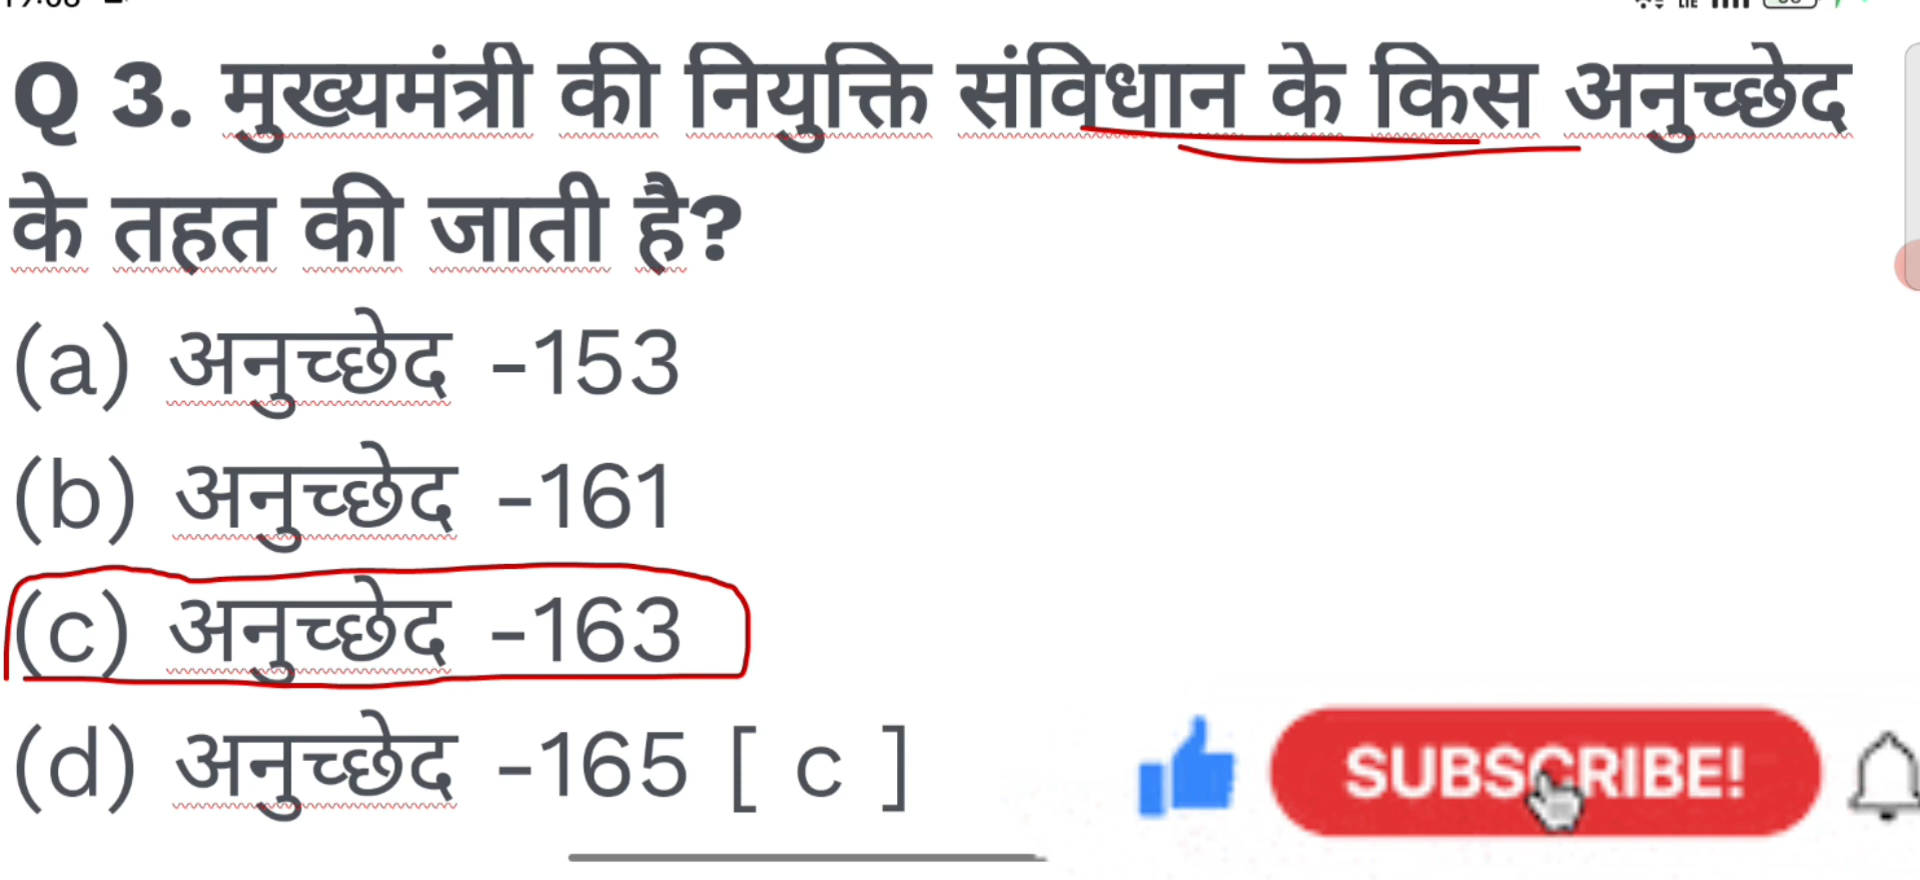 Q 3. मुख्यमंत्री की नियुक्ति संविधान के किस अनुच्छेद
के तहत की जाती है?
(a) अनुच्छेद -153
(b) अनुच्छेद -161
(c) अनुच्छेद -163
(d) अनुच्छेद -165 [ c ]
SUBSCRIBE!